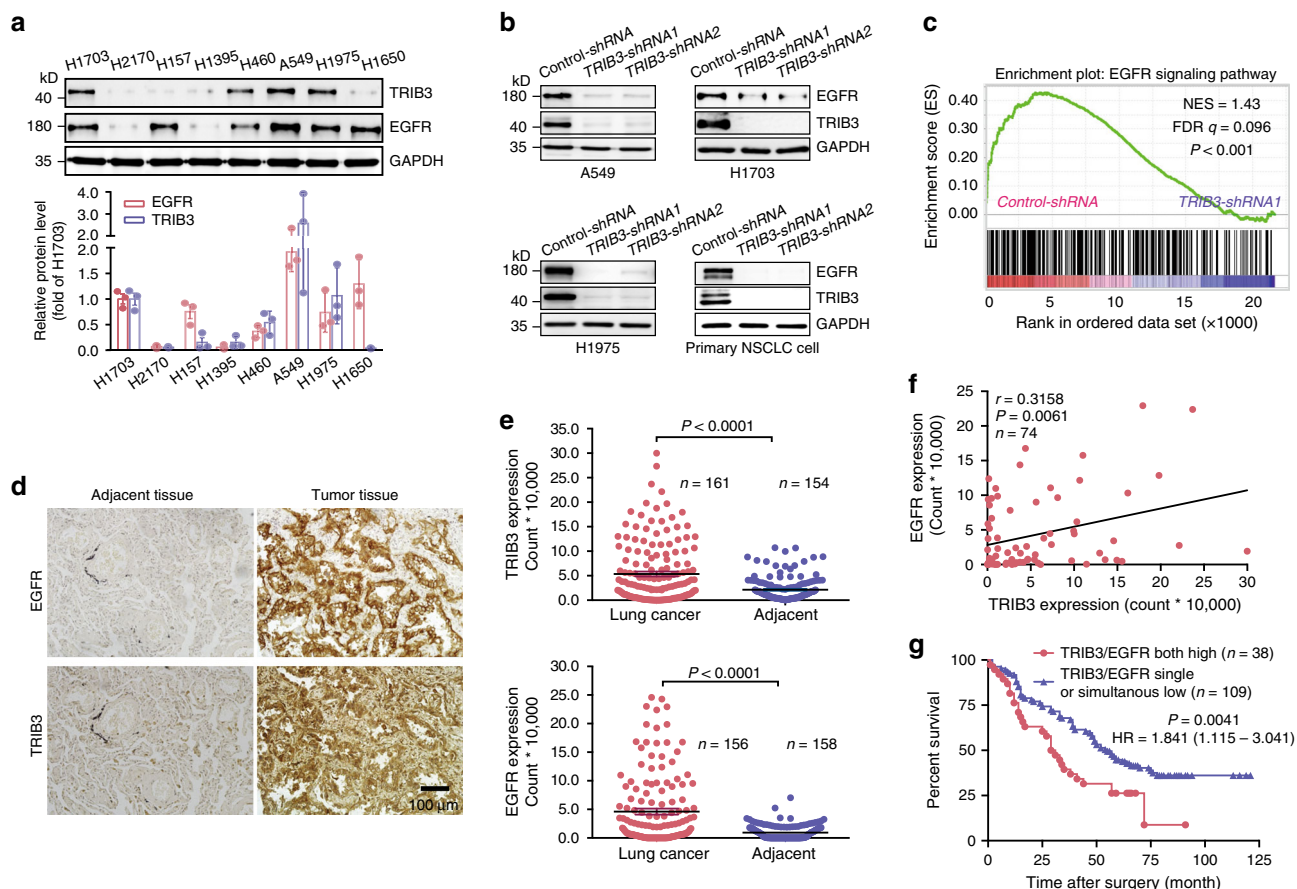 a
H1703 H2170 H157 H1395 H460 A549 H1975 H1650
kD
40
TRIB3
180
EGFR
35
GAPDH
Relative protein level
(fold of H1703)
EGFR
TRIB3
4.0
3.0
2.0
1.5
1.0
0.5
0.0
H1703 H2170 H157 H1395 H460 A549 H1975 H1650
b
Control-shRNA TRIB3-shRNA1 TRIB3-shRNA2
kD
180
40
35
A549
Control-shRNA TRIB3-shRNA1 TRIB3-shRNA2
EGFR
TRIB3
GAPDH
H1703
Control-shRNA TRIB3-shRNA1 TRIB3-shRNA2
kD
180
40
35
H1975
Control-shRNA TRIB3-shRNA1 TRIB3-shRNA2
EGFR
TRIB3
GAPDH
Primary NSCLC cell
c
Enrichment plot: EGFR signaling pathway
Enrichment score (ES)
0.40
0.30
0.20
0.10
0.00
NES = 1.43
FDR q = 0.096
P < 0.001
Control-shRNA
TRIB3-shRNA1
0 5 10 15 20
Rank in ordered data set (×1000)
d
Adjacent tissue
Tumor tissue
EGFR
TRIB3
100 μm
e
TRIB3 expression
Count * 10,000
35.0
30.0
25.0
20.0
15.0
10.0
5.0
0.0
P < 0.0001
n = 161
n = 154
Lung cancer
Adjacent
EGFR expression
Count * 10,000
30.0
25.0
20.0
15.0
10.0
5.0
0.0
P < 0.0001
n = 156
n = 158
Lung cancer
Adjacent
f
EGFR expression
(Count * 10,000)
25
20
15
10
5
0
r = 0.3158
P = 0.0061
n = 74
0 5 10 15 20 25 30
TRIB3 expression (count * 10,000)
g
Percent survival
100
75
50
25
0
TRIB3/EGFR both high (n = 38)
TRIB3/EGFR single
or simultanous low (n = 109)
P = 0.0041
HR = 1.841 (1.115 – 3.041)
0 25 50 75 100 125
Time after surgery (month)